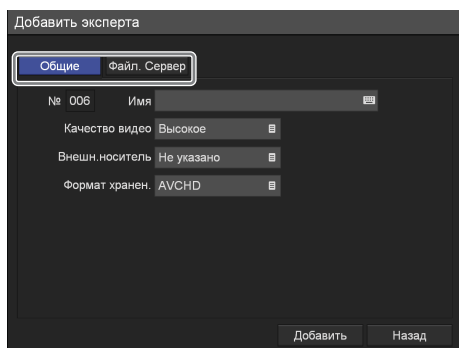 Добавить эксперта
Общие Файл. Сервер
№ 006 Имя
Качество видео Высокое
Внешн.носитель Не указано
Формат хранен. AVCHD
Добавить Назад